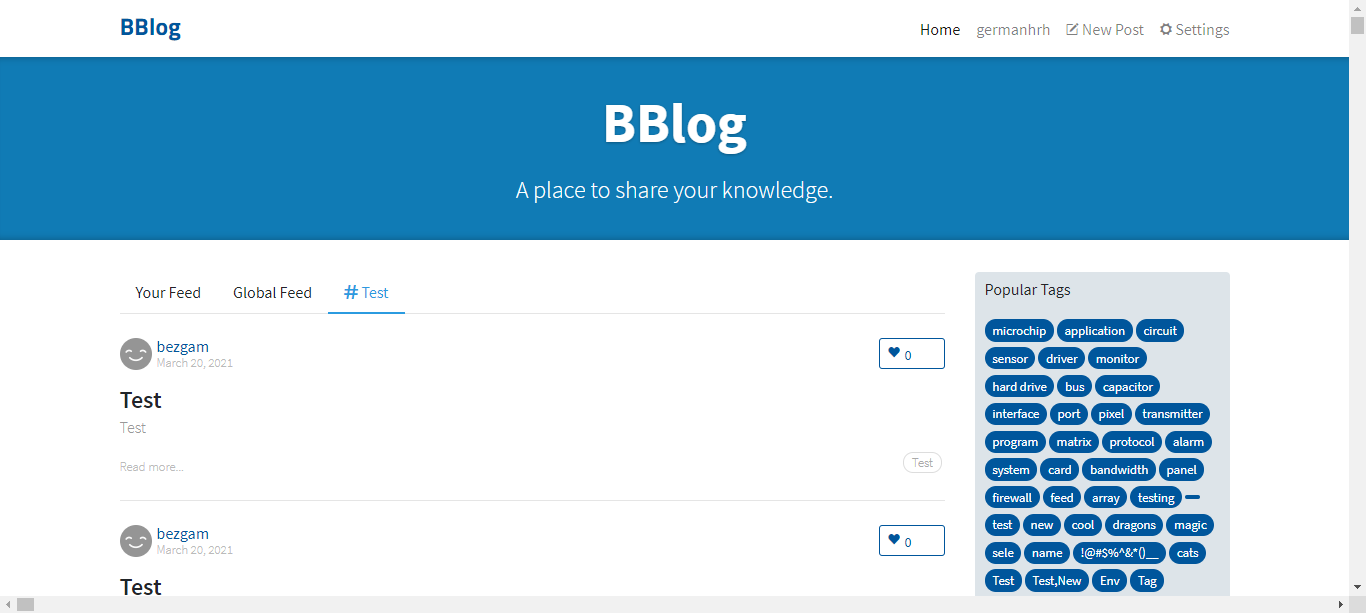 BBlog
Home germanhrh New Post Settings
BBlog
A place to share your knowledge.
Your Feed Global Feed # Test
bezgam
March 20, 2021
0
Test
Test
Read more...
Test
bezgam
March 20, 2021
0
Test
Popular Tags
microchip application circuit
sensor driver monitor
hard drive bus capacitor
interface port pixel transmitter
program matrix protocol alarm
system card bandwidth panel
firewall feed array testing
test new cool dragons magic
sele name !@#$%^&*()__ cats
Test Test,New Env Tag